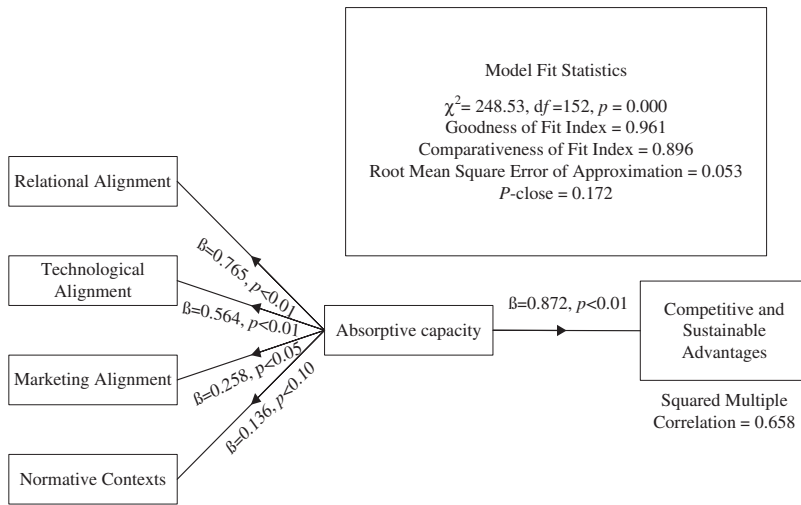 Model Fit Statistics
χ²= 248.53, df =152, p = 0.000
Goodness of Fit Index = 0.961
Comparativeness of Fit Index = 0.896
Root Mean Square Error of Approximation = 0.053
P-close = 0.172
Relational Alignment
Technological
Alignment
Marketing Alignment
Normative Contexts
ß=0.765, p<0.01
ß=0.564, p<0.01
ß=0.258, p<0.05
ß=0.136, p<0.10
Absorptive capacity
ß=0.872, p<0.01
Competitive and
Sustainable
Advantages
Squared Multiple
Correlation = 0.658